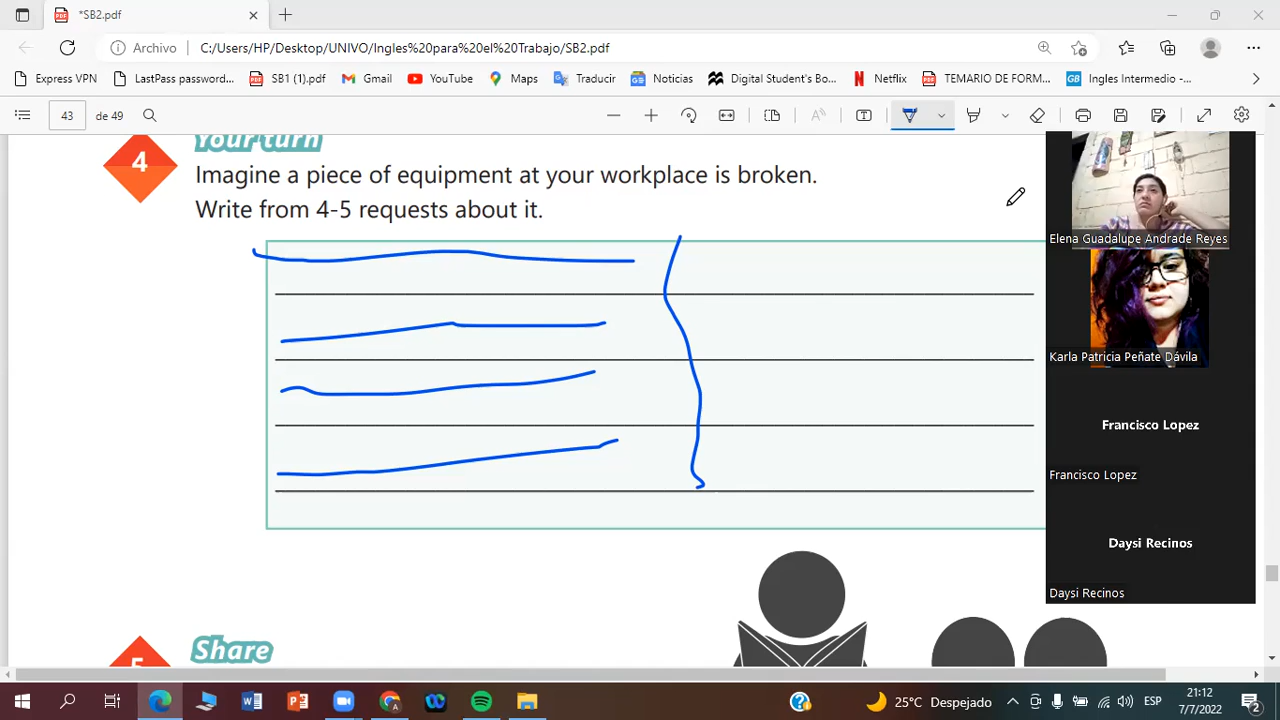 *SB2.pdf
Archivo
C:/Users/HP/Desktop/UNIVO/Ingles%20para%20el%20Trabajo/SB2.pdf
Express VPN
LastPass password...
SB1 (1).pdf
Gmail
YouTube
Maps
Traducir
Noticias
Digital Student's Bo...
Netflix
TEMARIO DE FORM...
Ingles Intermedio -...
43
de 49
4
Your turn
Imagine a piece of equipment at your workplace is broken.
Write from 4-5 requests about it.
Elena Guadalupe Andrade Reyes
Karla Patricia Peñate Dávila
Francisco Lopez
Francisco Lopez
Daysi Recinos
Daysi Recinos
5
Share
25°C Despejado
ESP
21:12
7/7/2022
2